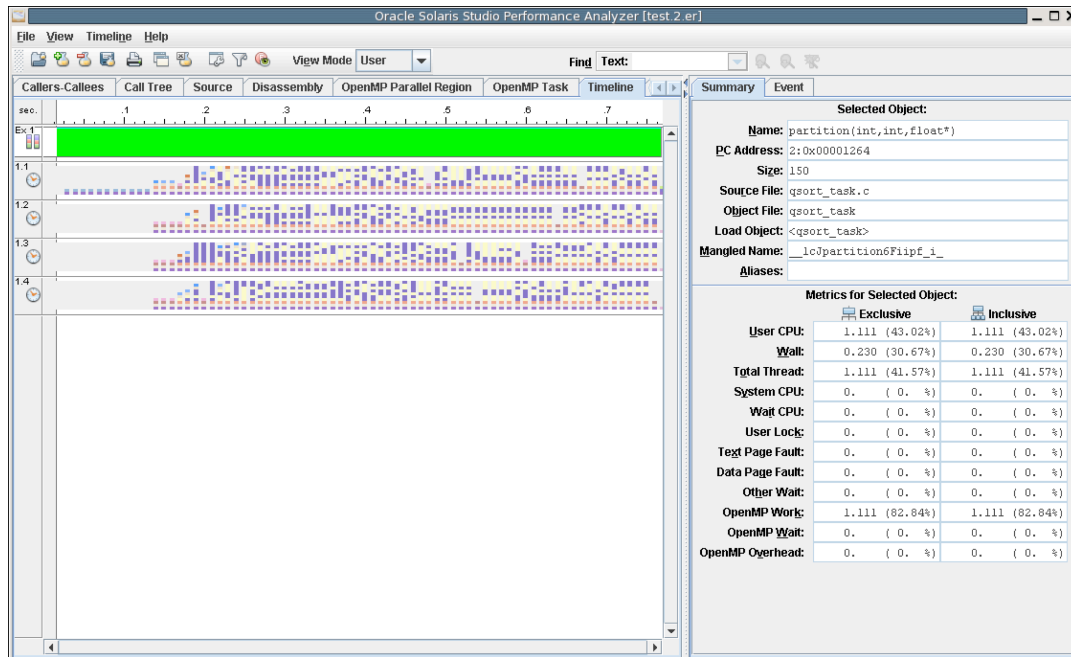 Oracle Solaris Studio Performance Analyzer [test.2.er]
File View Timeline Help
View Mode User Find Text:
Callers-Callees Call Tree Source Disassembly OpenMP Parallel Region OpenMP Task Timeline
Summary Event
sec. .1 .2 .3 .4 .5 .6 .7
Ex 1
1.1
1.2
1.3
1.4
Selected Object:
Name: partition(int,int,float*)
PC Address: 2:0x00001264
Size: 150
Source File: qsort_task.c
Object File: qsort_task
Load Object: <qsort_task>
Mangled Name: __1cJpartition6Fiipf_i_
Aliases:
Metrics for Selected Object:
Exclusive Inclusive
User CPU: 1.111 (43.02%) 1.111 (43.02%)
Wall: 0.230 (30.67%) 0.230 (30.67%)
Total Thread: 1.111 (41.57%) 1.111 (41.57%)
System CPU: 0. ( 0. %) 0. ( 0. %)
Wait CPU: 0. ( 0. %) 0. ( 0. %)
User Lock: 0. ( 0. %) 0. ( 0. %)
Text Page Fault: 0. ( 0. %) 0. ( 0. %)
Data Page Fault: 0. ( 0. %) 0. ( 0. %)
Other Wait: 0. ( 0. %) 0. ( 0. %)
OpenMP Work: 1.111 (82.84%) 1.111 (82.84%)
OpenMP Wait: 0. ( 0. %) 0. ( 0. %)
OpenMP Overhead: 0. ( 0. %) 0. ( 0. %)